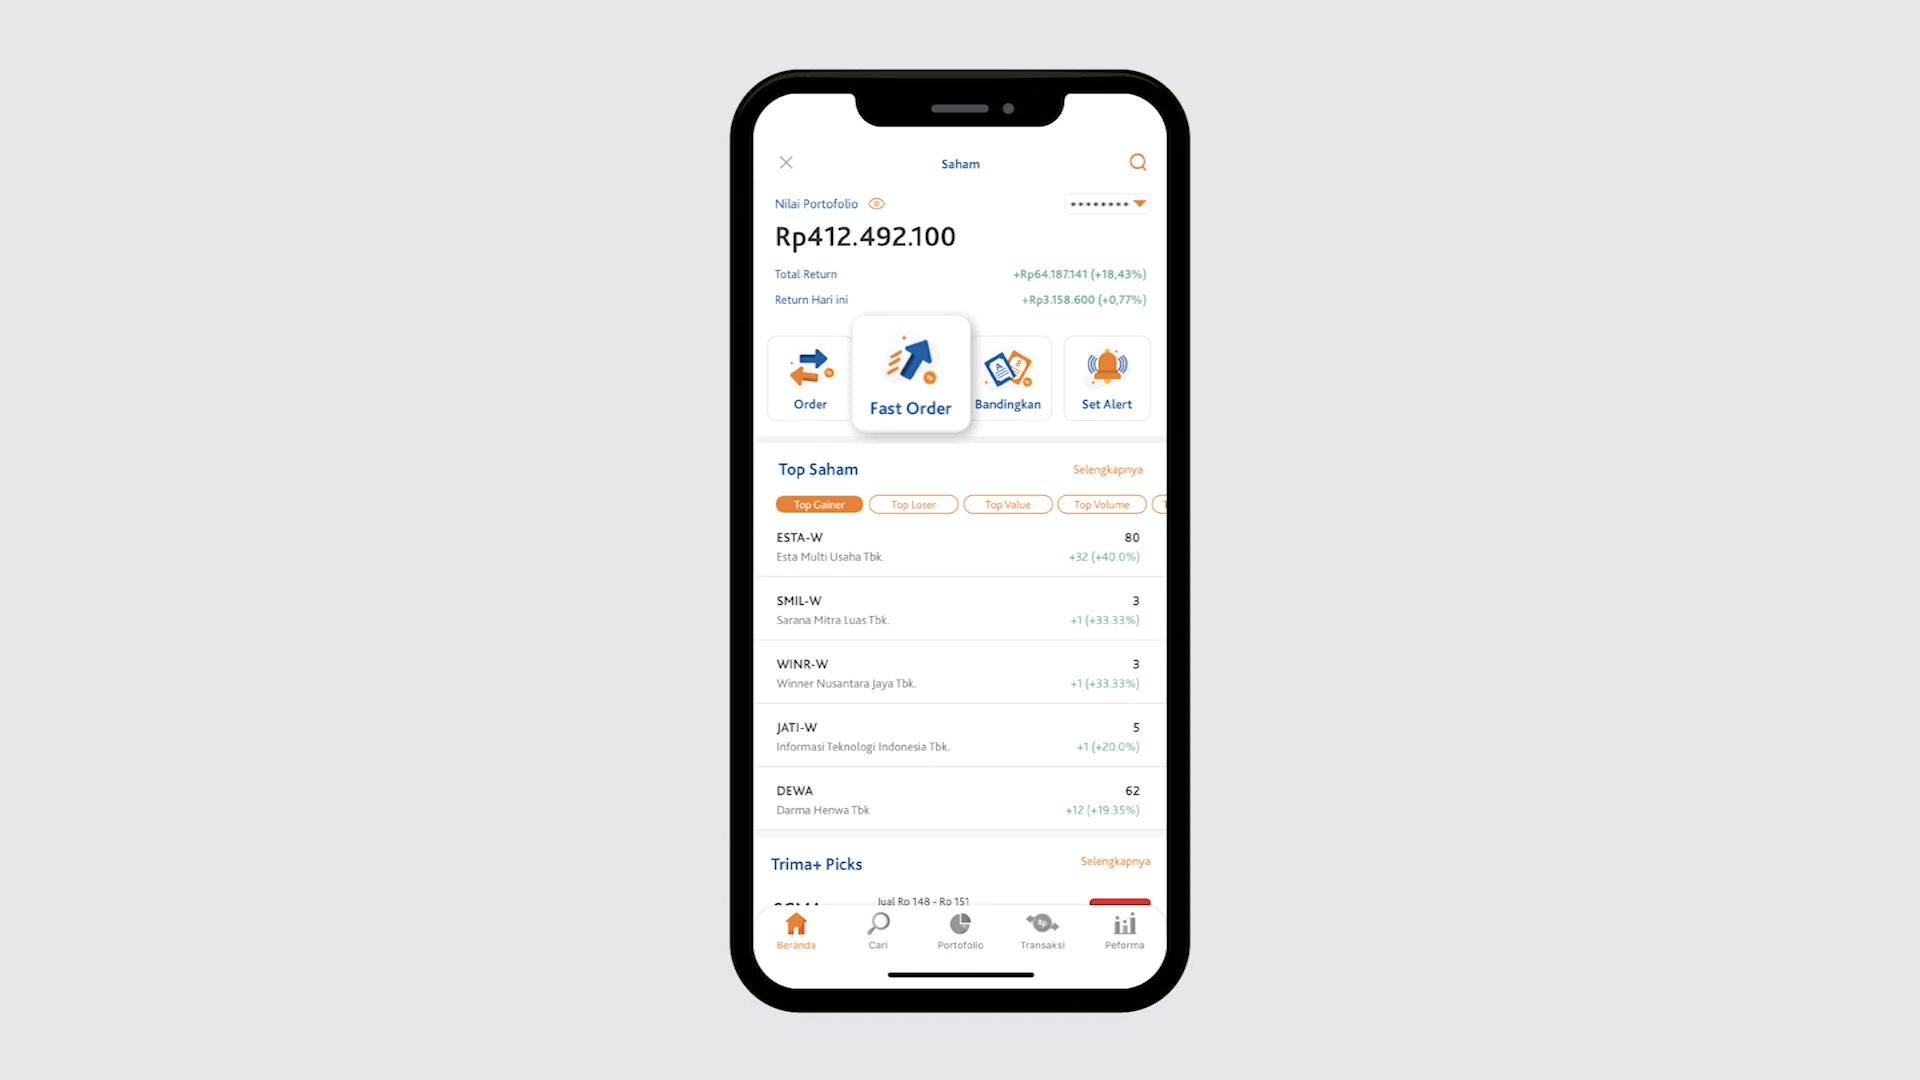 Saham
Nilai Portofolio
********
Rp412.492.100
Total Return +Rp64.187.141 (+18,43%)
Return Hari ini +Rp3.158.600 (+0,77%)
Order
Fast Order
Bandingkan
Set Alert
Top Saham Selengkapnya
Top Gainer Top Loser Top Value Top Volume
ESTA-W 80
Esta Multi Usaha Tbk. +32 (+40.0%)
SMIL-W 3
Sarana Mitra Luas Tbk. +1 (+33.33%)
WINR-W 3
Winner Nusantara Jaya Tbk. +1 (+33.33%)
JATI-W 5
Informasi Teknologi Indonesia Tbk. +1 (+20.0%)
DEWA 62
Darma Henwa Tbk +12 (+19.35%)
Trima+ Picks Selengkapnya
Jual Rp 148 - Rp 151
Beranda Cari Portofolio Transaksi Peforma